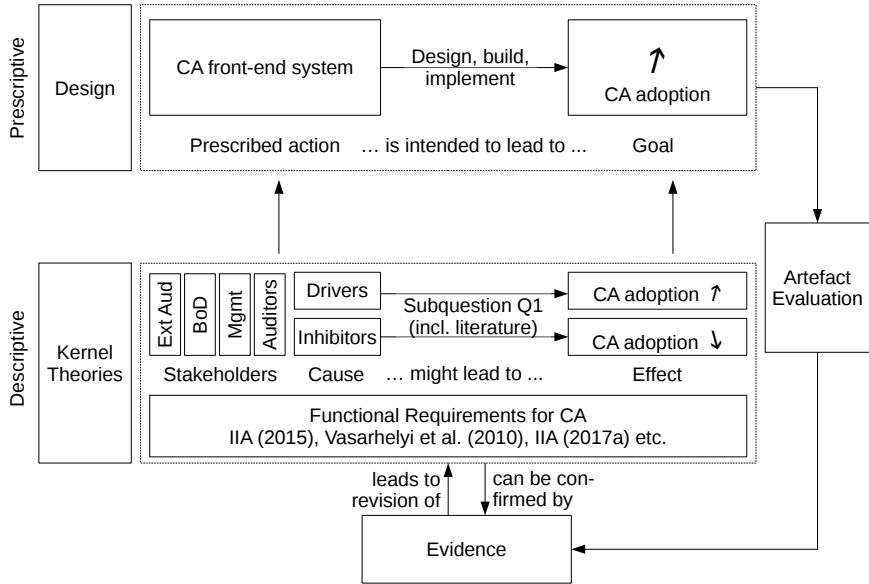 Prescriptive
Design
CA front-end system
Design, build,
implement
↑
CA adoption
Prescribed action
... is intended to lead to ...
Goal
Artefact
Evaluation
Descriptive
Kernel
Theories
Ext Aud
BoD
Mgmt
Auditors
Drivers
Inhibitors
Subquestion Q1
(incl. literature)
CA adoption ↑
CA adoption ↓
Stakeholders
Cause
... might lead to ...
Effect
Functional Requirements for CA
IIA (2015), Vasarhelyi et al. (2010), IIA (2017a) etc.
leads to
revision of
can be con-
firmed by
Evidence